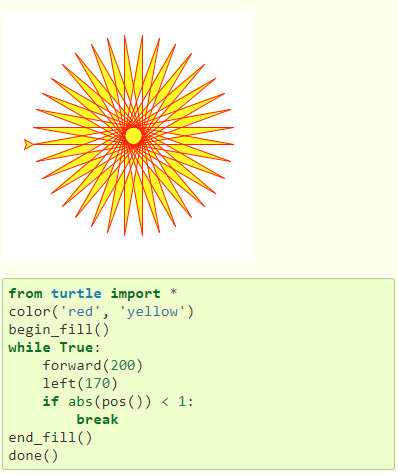 from turtle import *
color('red', 'yellow')
begin_fill()
while True:
    forward(200)
    left(170)
    if abs(pos()) < 1:
        break
end_fill()
done()